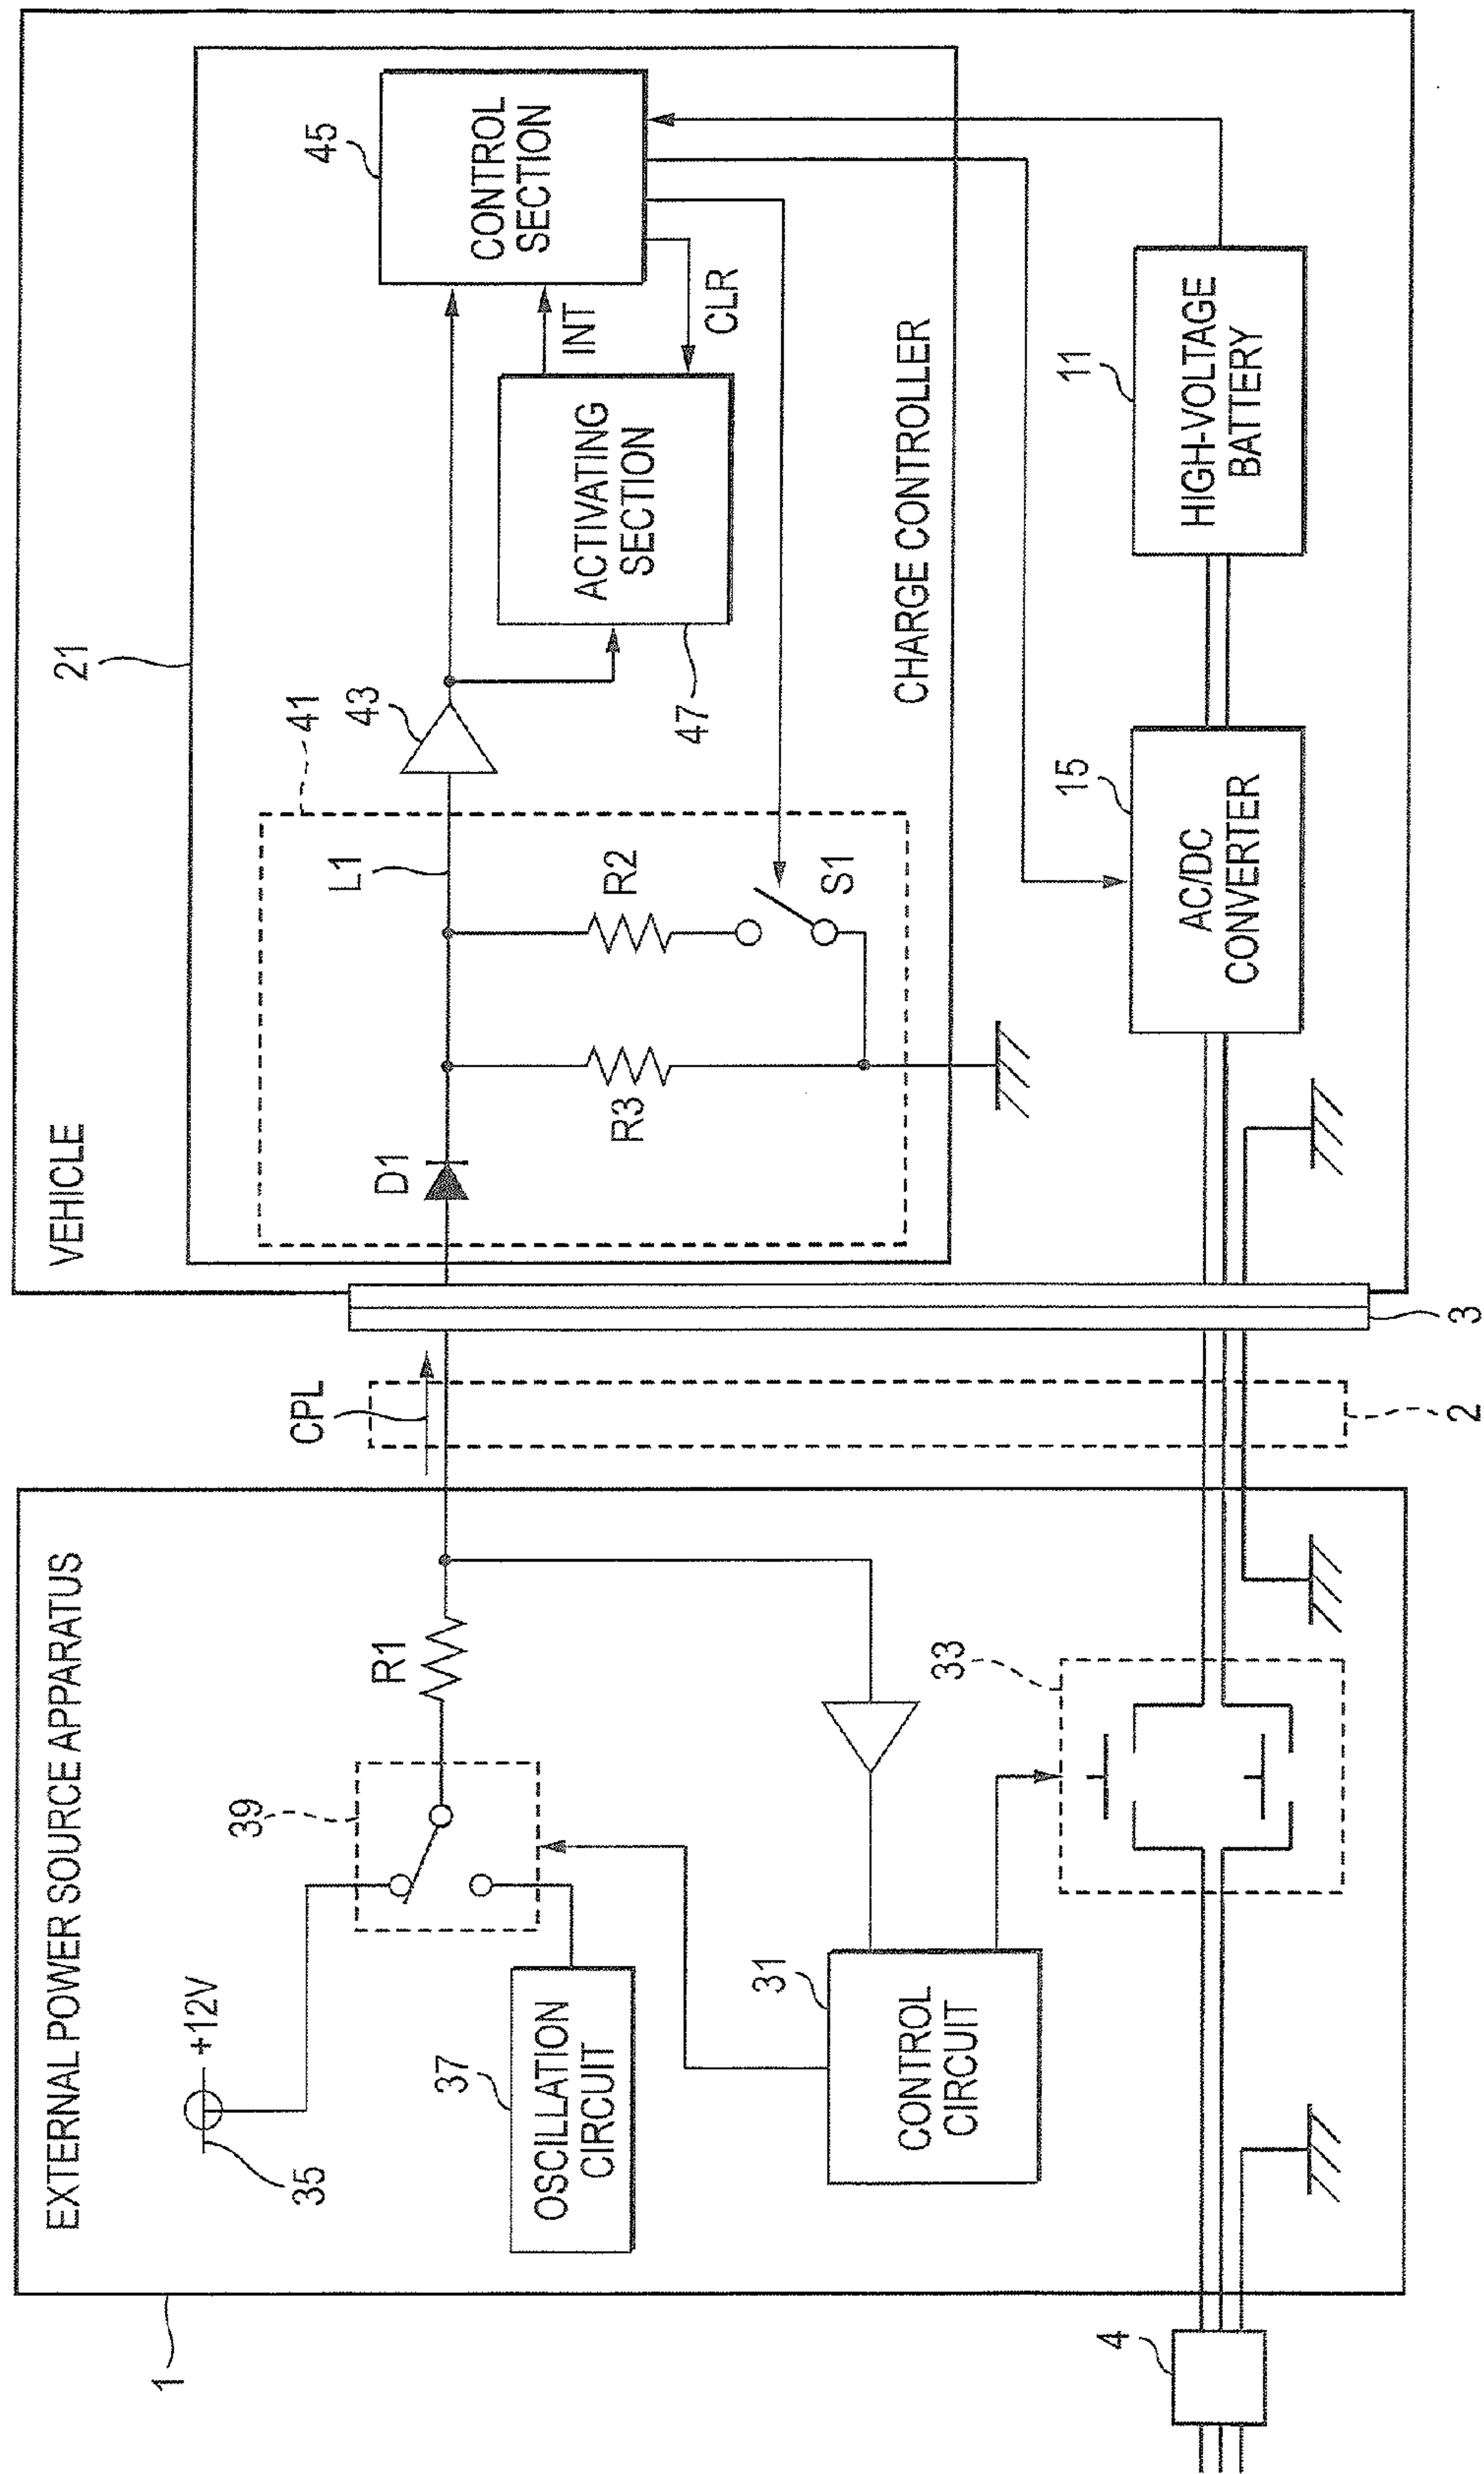 EXTERNAL POWER SOURCE APPARATUS
VEHICLE
1
35
+12V
37
OSCILLATION
CIRCUIT
39
R1
31
CONTROL
CIRCUIT
33
4
CPL
2
3
21
41
D1
R3
L1
R2
S1
43
47
ACTIVATING
SECTION
INT
CLR
45
CONTROL
SECTION
CHARGE CONTROLLER
15
AC/DC
CONVERTER
11
HIGH-VOLTAGE
BATTERY